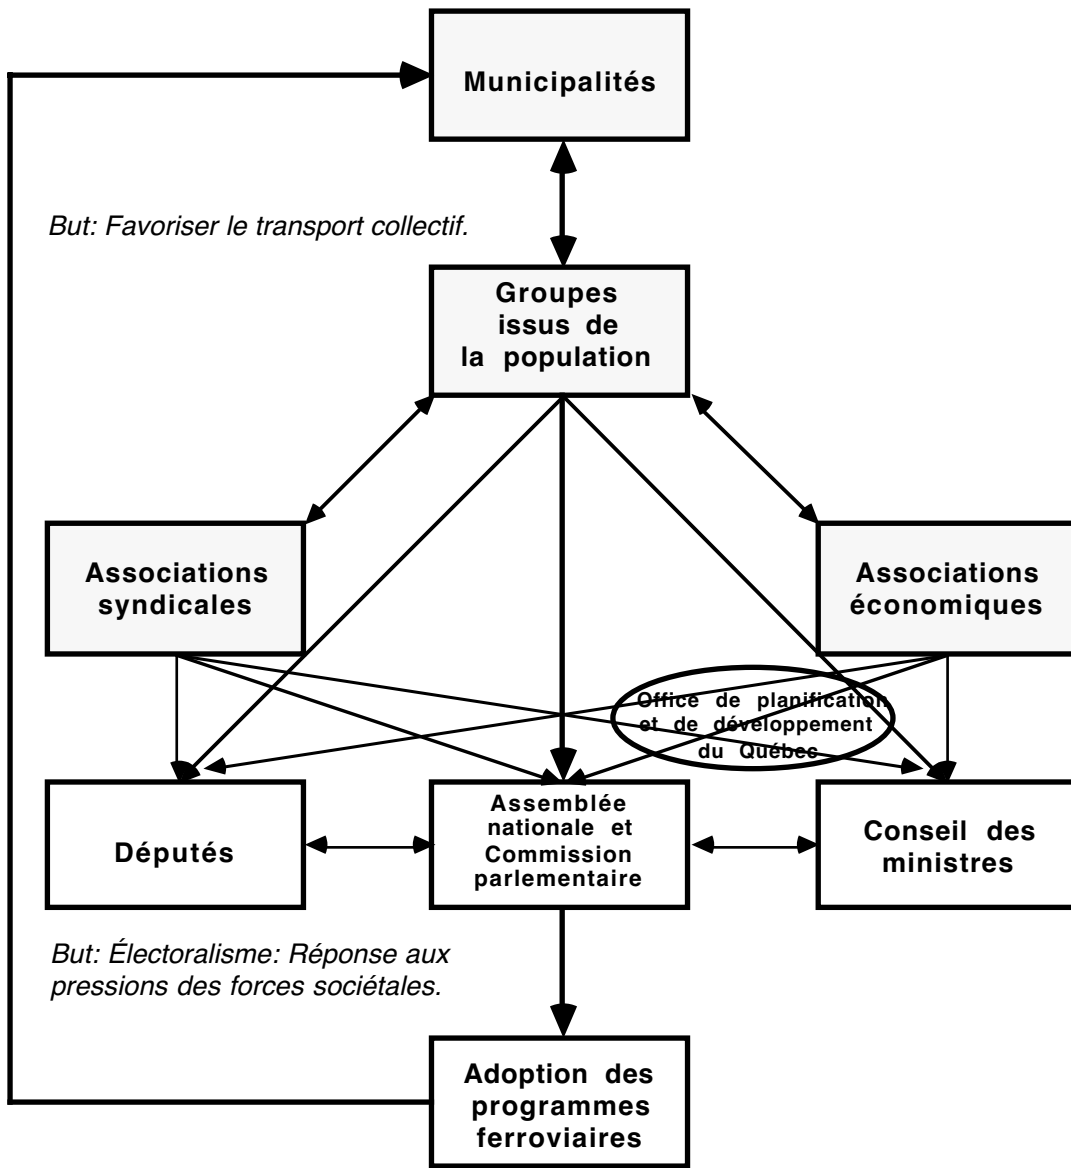 Municipalités
But: Favoriser le transport collectif.
Groupes
issus de
la population
Associations
syndicales
Associations
économiques
Office de planification
et de développement
du Québec
Députés
Assemblée
nationale et
Commission
parlementaire
Conseil des
ministres
But: Électoralisme: Réponse aux
pressions des forces sociétales.
Adoption des
programmes
ferroviaires